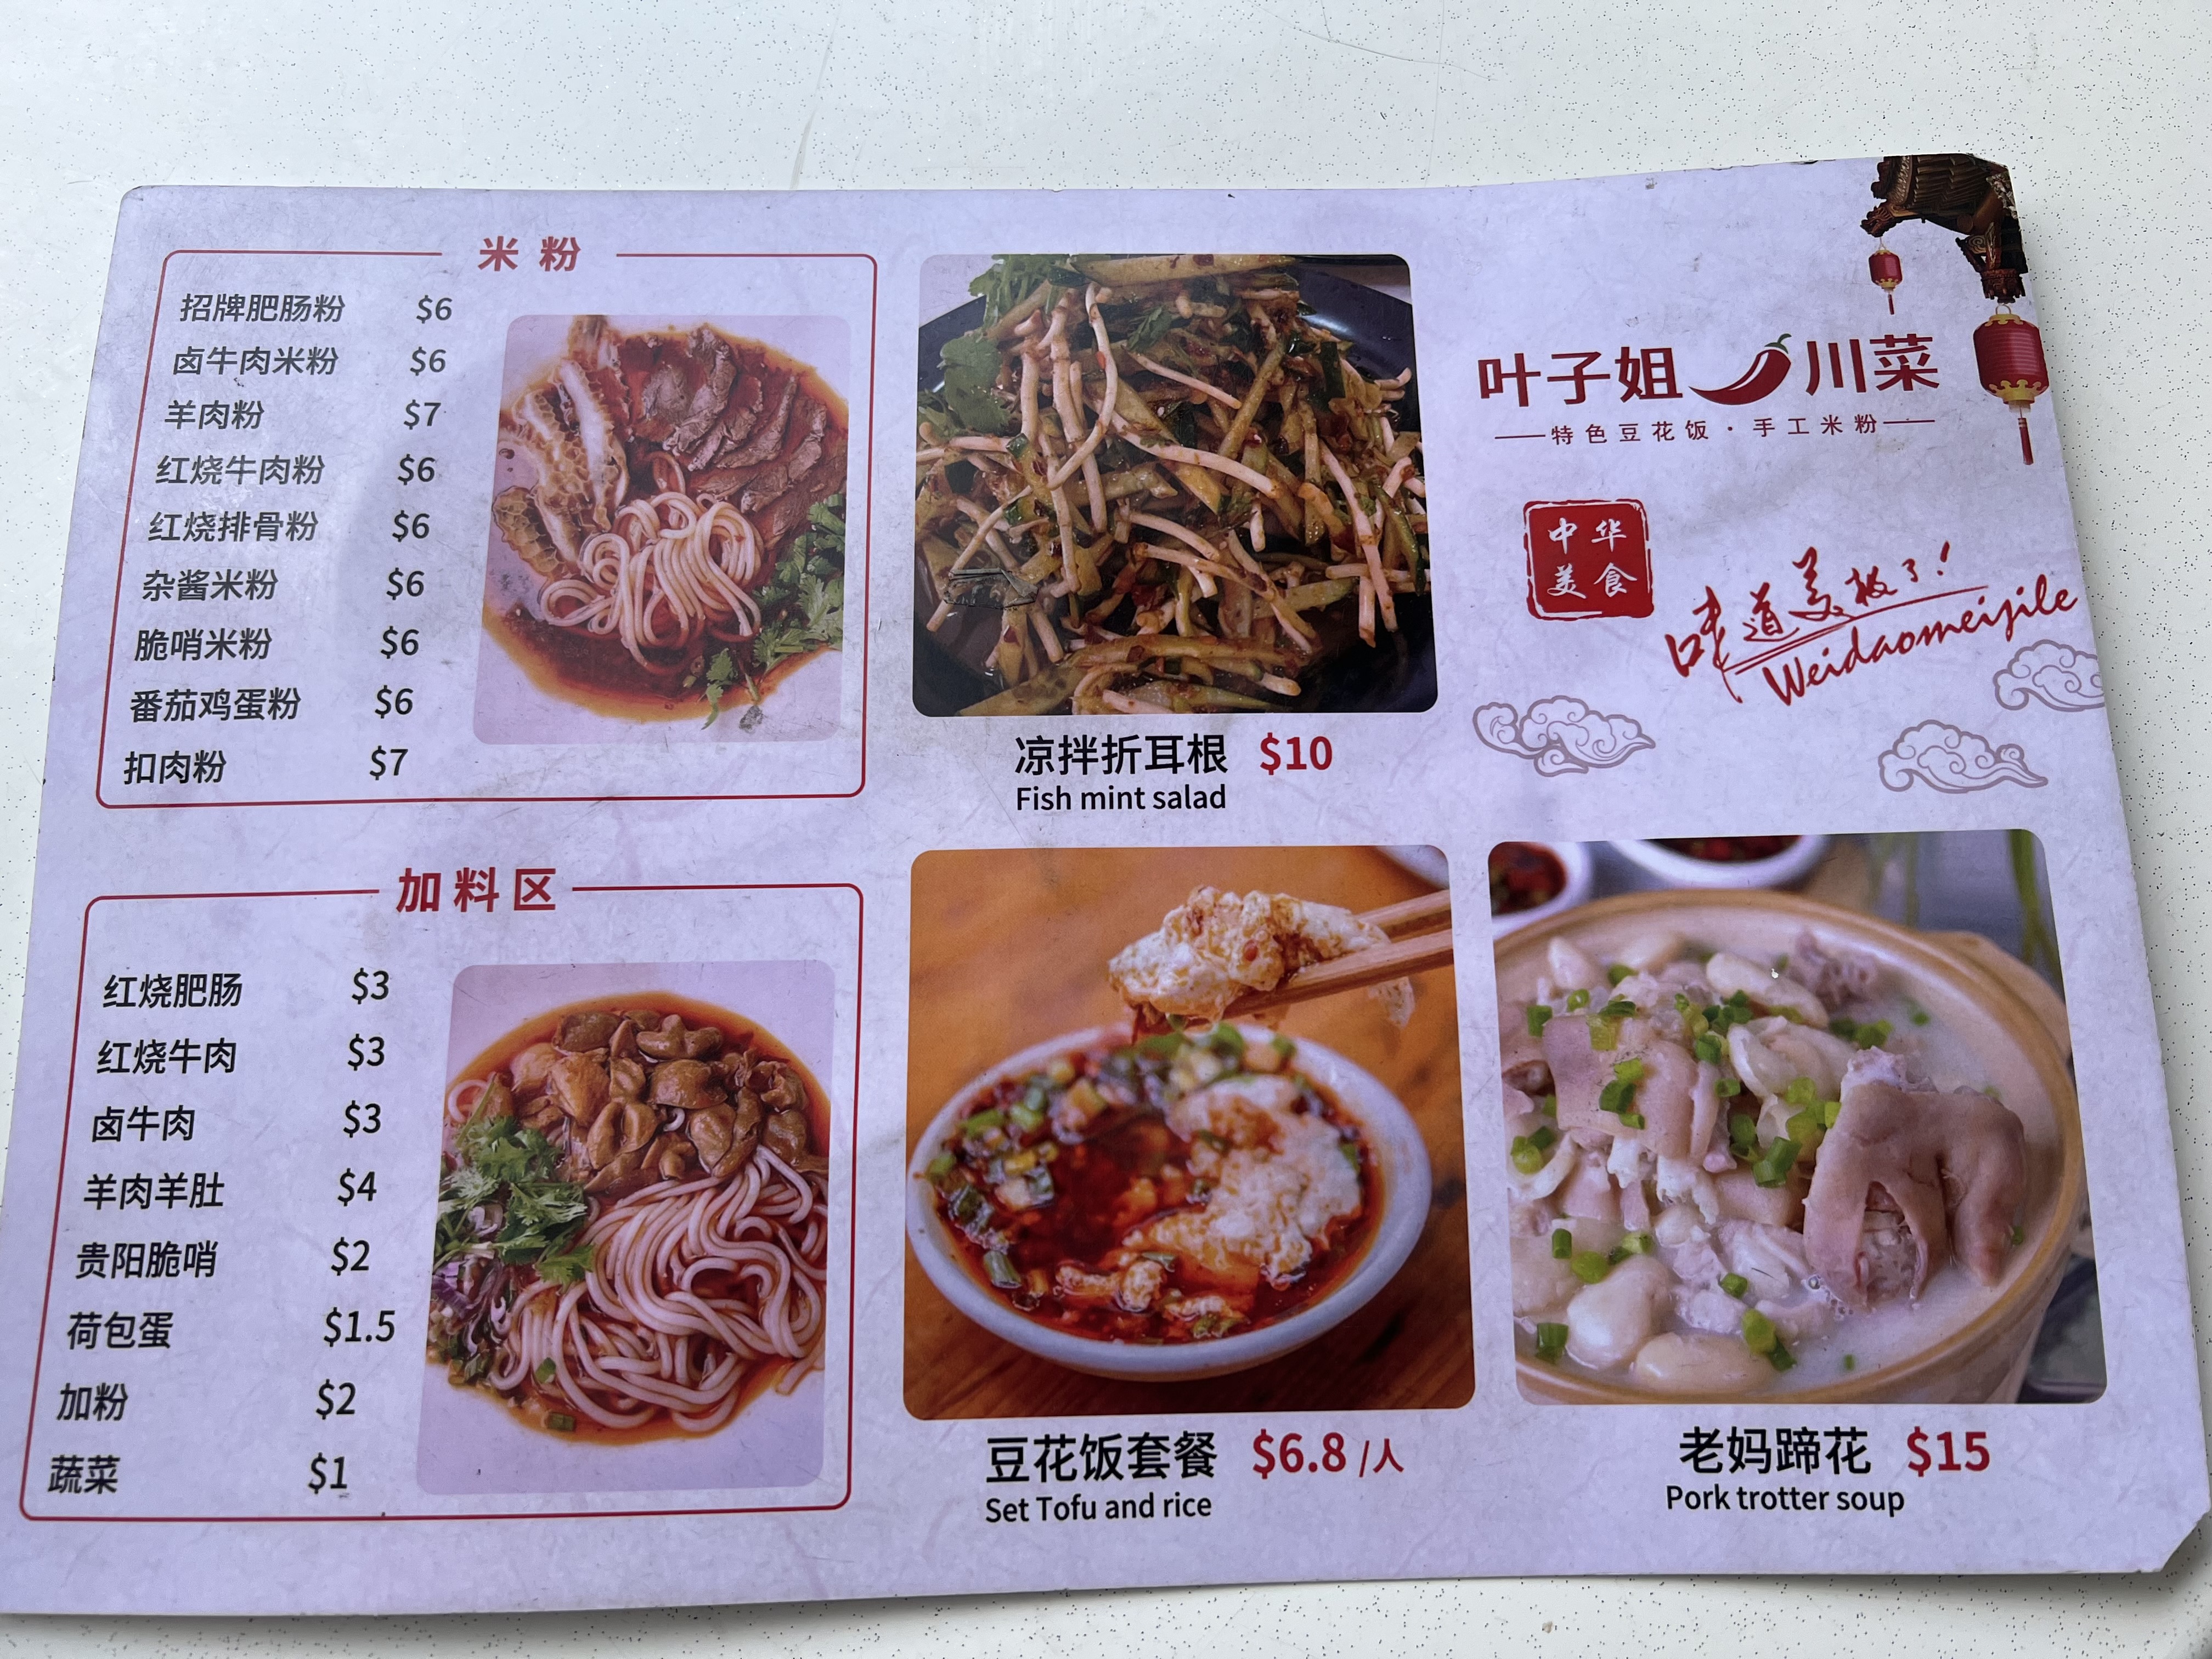 米粉
招牌肥肠粉 $6
卤牛肉米粉 $6
羊肉粉 $7
红烧牛肉粉 $6
红烧排骨粉 $6
杂酱米粉 $6
脆哨米粉 $6
番茄鸡蛋粉 $6
扣肉粉 $7
加料区
红烧肥肠 $3
红烧牛肉 $3
卤牛肉 $3
羊肉羊肚 $4
贵阳脆哨 $2
荷包蛋 $1.5
加粉 $2
蔬菜 $1
凉拌折耳根 $10
Fish mint salad
豆花饭套餐 $6.8 /人
Set Tofu and rice
叶子姐 川菜
特色豆花饭·手工米粉
中华
美食
味道美极了!
Weidaomeijile
老妈蹄花 $15
Pork trotter soup